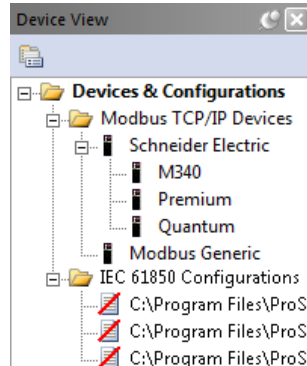 Device View
Devices & Configurations
Modbus TCP/IP Devices
Schneider Electric
M340
Premium
Quantum
Modbus Generic
IEC 61850 Configurations
C:\Program Files\ProS
C:\Program Files\ProS
C:\Program Files\ProS